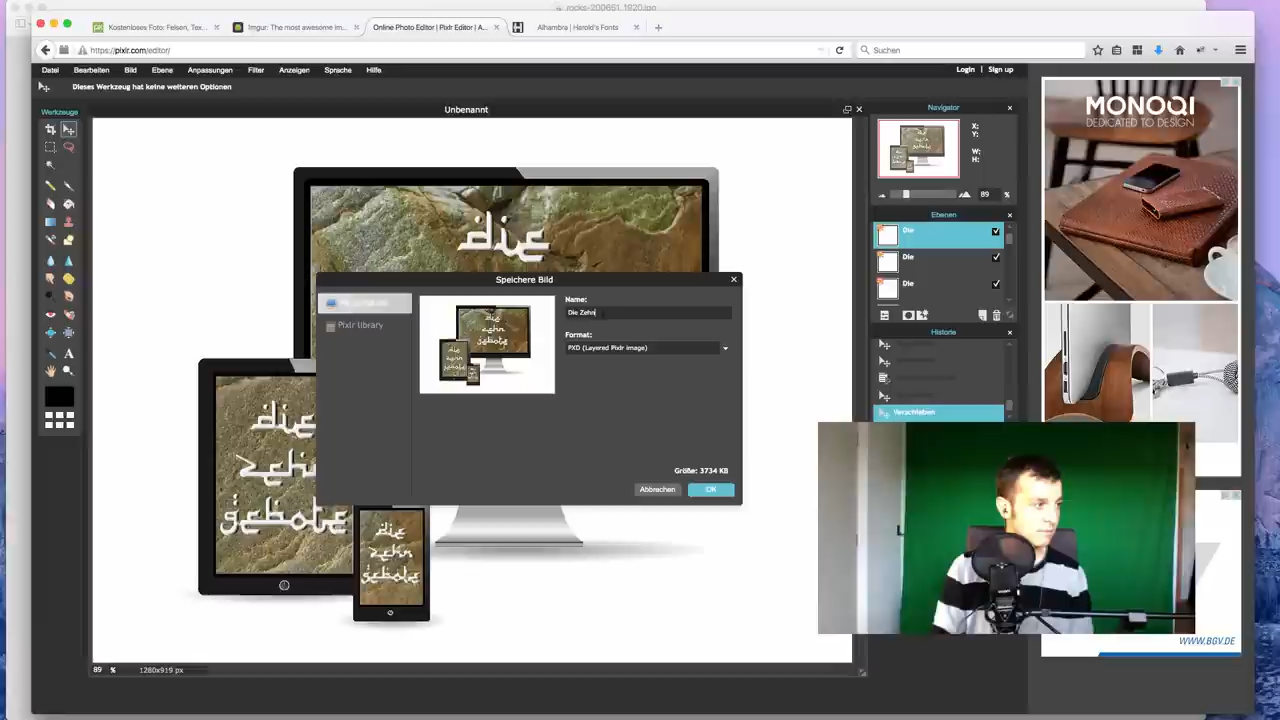 rocks-200661_1920.jpg
Kostenloses Foto: Felsen, Tex...
Imgur: The most awesome im...
Online Photo Editor | Pixlr Editor | A...
Alhambra | Harold's Fonts
https://pixlr.com/editor/
Suchen
Datei Bearbeiten Bild Ebene Anpassungen Filter Anzeigen Sprache Hilfe
Login | Sign up
Dieses Werkzeug hat keine weiteren Optionen
Werkzeuge
Unbenannt
Navigator
X:
Y:
W:
H:
89 %
Ebenen
Die
Die
Die
Historie
Verschieben
die
die
zehn
gebote
die
zehn
gebote
Speichere Bild
Pixlr library
die
zehn
gebote
Name:
Die Zehn
Format:
PXD (Layered Pixlr image)
Größe: 3734 KB
Abbrechen
OK
89 %
1280x919 px
MONOQI
DEDICATED TO DESIGN
WWW.BGV.DE